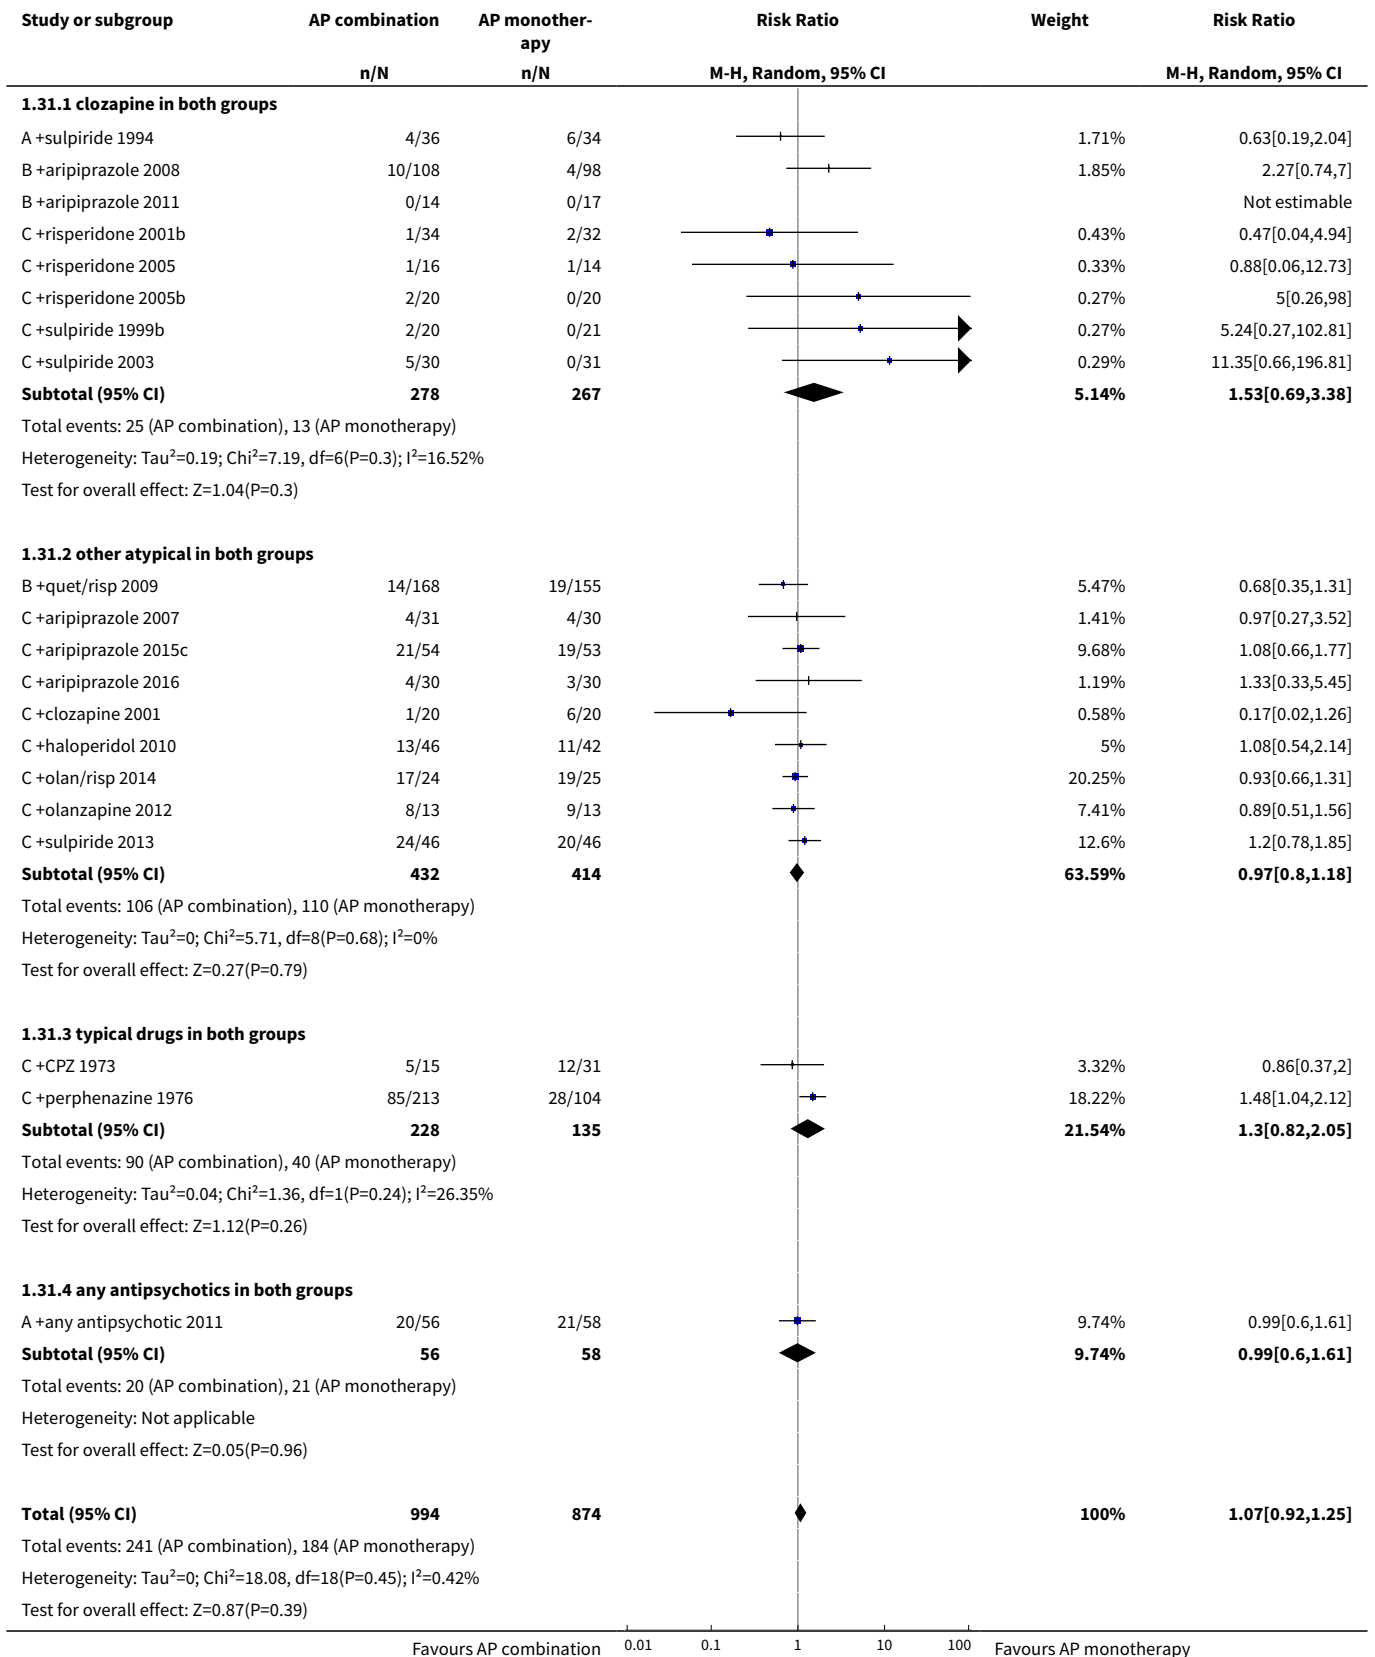 Study or subgroup AP combination AP monother- Risk Ratio Weight Risk Ratio
apy
n/N n/N M-H, Random, 95% CI M-H, Random, 95% CI
1.31.1 clozapine in both groups
A +sulpiride 1994 4/36 6/34 1.71% 0.63[0.19,2.04]
B +aripiprazole 2008 10/108 4/98 1.85% 2.27[0.74,7]
B +aripiprazole 2011 0/14 0/17 Not estimable
C +risperidone 2001b 1/34 2/32 0.43% 0.47[0.04,4.94]
C +risperidone 2005 1/16 1/14 0.33% 0.88[0.06,12.73]
C +risperidone 2005b 2/20 0/20 0.27% 5[0.26,98]
C +sulpiride 1999b 2/20 0/21 0.27% 5.24[0.27,102.81]
C +sulpiride 2003 5/30 0/31 0.29% 11.35[0.66,196.81]
Subtotal (95% CI) 278 267 5.14% 1.53[0.69,3.38]
Total events: 25 (AP combination), 13 (AP monotherapy)
Heterogeneity: Tau²=0.19; Chi²=7.19, df=6(P=0.3); I²=16.52%
Test for overall effect: Z=1.04(P=0.3)
1.31.2 other atypical in both groups
B +quet/risp 2009 14/168 19/155 5.47% 0.68[0.35,1.31]
C +aripiprazole 2007 4/31 4/30 1.41% 0.97[0.27,3.52]
C +aripiprazole 2015c 21/54 19/53 9.68% 1.08[0.66,1.77]
C +aripiprazole 2016 4/30 3/30 1.19% 1.33[0.33,5.45]
C +clozapine 2001 1/20 6/20 0.58% 0.17[0.02,1.26]
C +haloperidol 2010 13/46 11/42 5% 1.08[0.54,2.14]
C +olan/risp 2014 17/24 19/25 20.25% 0.93[0.66,1.31]
C +olanzapine 2012 8/13 9/13 7.41% 0.89[0.51,1.56]
C +sulpiride 2013 24/46 20/46 12.6% 1.2[0.78,1.85]
Subtotal (95% CI) 432 414 63.59% 0.97[0.8,1.18]
Total events: 106 (AP combination), 110 (AP monotherapy)
Heterogeneity: Tau²=0; Chi²=5.71, df=8(P=0.68); I²=0%
Test for overall effect: Z=0.27(P=0.79)
1.31.3 typical drugs in both groups
C +CPZ 1973 5/15 12/31 3.32% 0.86[0.37,2]
C +perphenazine 1976 85/213 28/104 18.22% 1.48[1.04,2.12]
Subtotal (95% CI) 228 135 21.54% 1.3[0.82,2.05]
Total events: 90 (AP combination), 40 (AP monotherapy)
Heterogeneity: Tau²=0.04; Chi²=1.36, df=1(P=0.24); I²=26.35%
Test for overall effect: Z=1.12(P=0.26)
1.31.4 any antipsychotics in both groups
A +any antipsychotic 2011 20/56 21/58 9.74% 0.99[0.6,1.61]
Subtotal (95% CI) 56 58 9.74% 0.99[0.6,1.61]
Total events: 20 (AP combination), 21 (AP monotherapy)
Heterogeneity: Not applicable
Test for overall effect: Z=0.05(P=0.96)
Total (95% CI) 994 874 100% 1.07[0.92,1.25]
Total events: 241 (AP combination), 184 (AP monotherapy)
Heterogeneity: Tau²=0; Chi²=18.08, df=18(P=0.45); I²=0.42%
Test for overall effect: Z=0.87(P=0.39)
Favours AP combination 0.01 0.1 1 10 100 Favours AP monotherapy